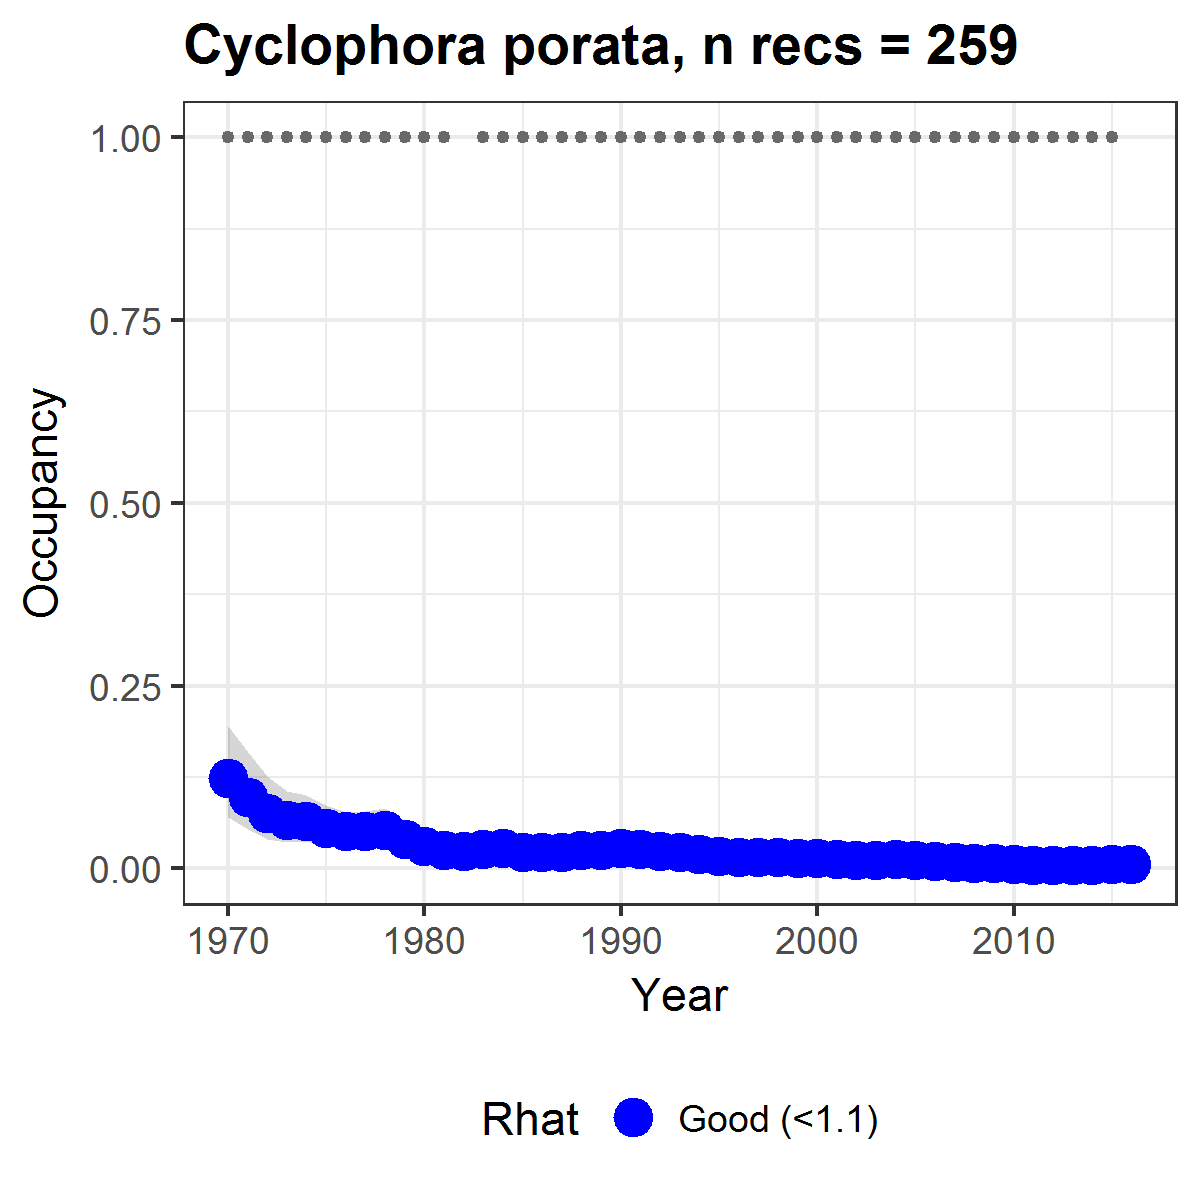 Cyclophora porata, n recs = 259
1.00
0.75
0.50
0.25
0.00
Occupancy
1970 1980 1990 2000 2010
Year
Rhat Good (<1.1)